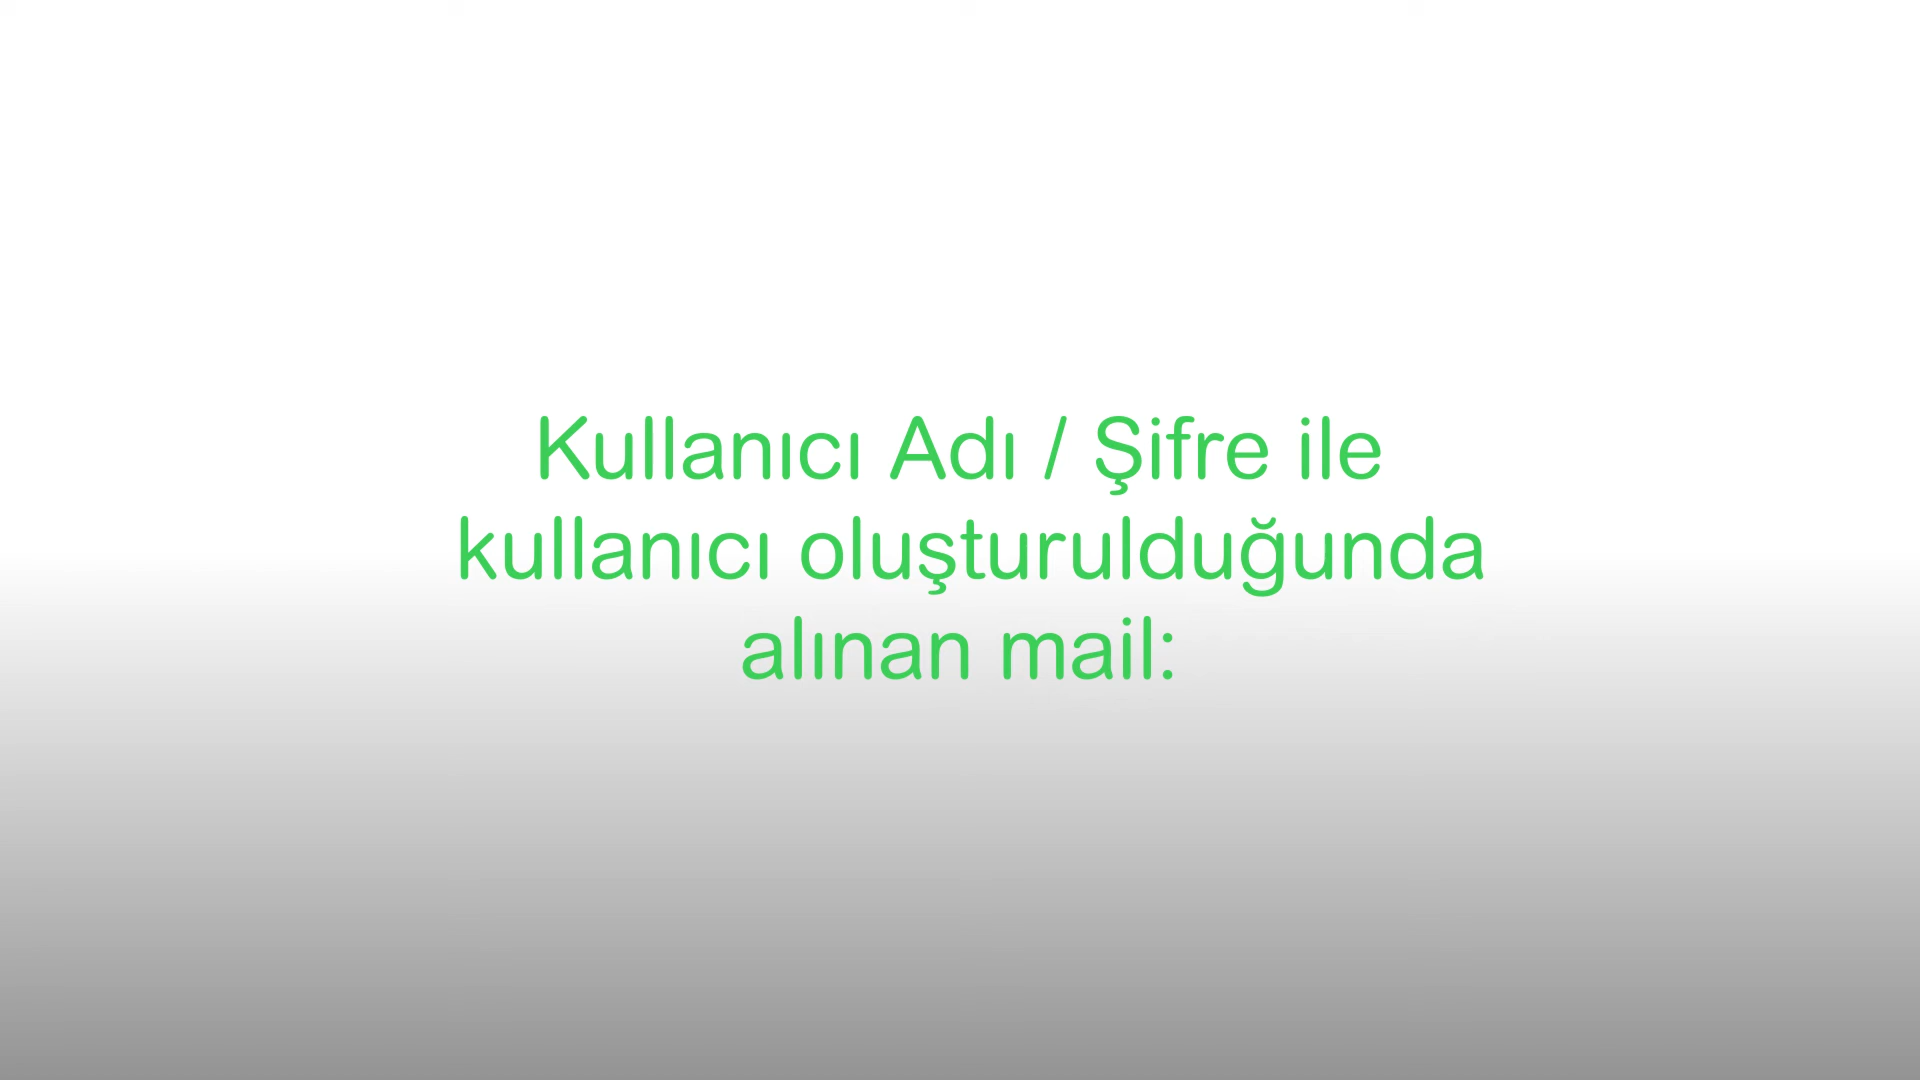 Kullanıcı Adı / Şifre ile
kullanıcı oluşturulduğunda
alınan mail: